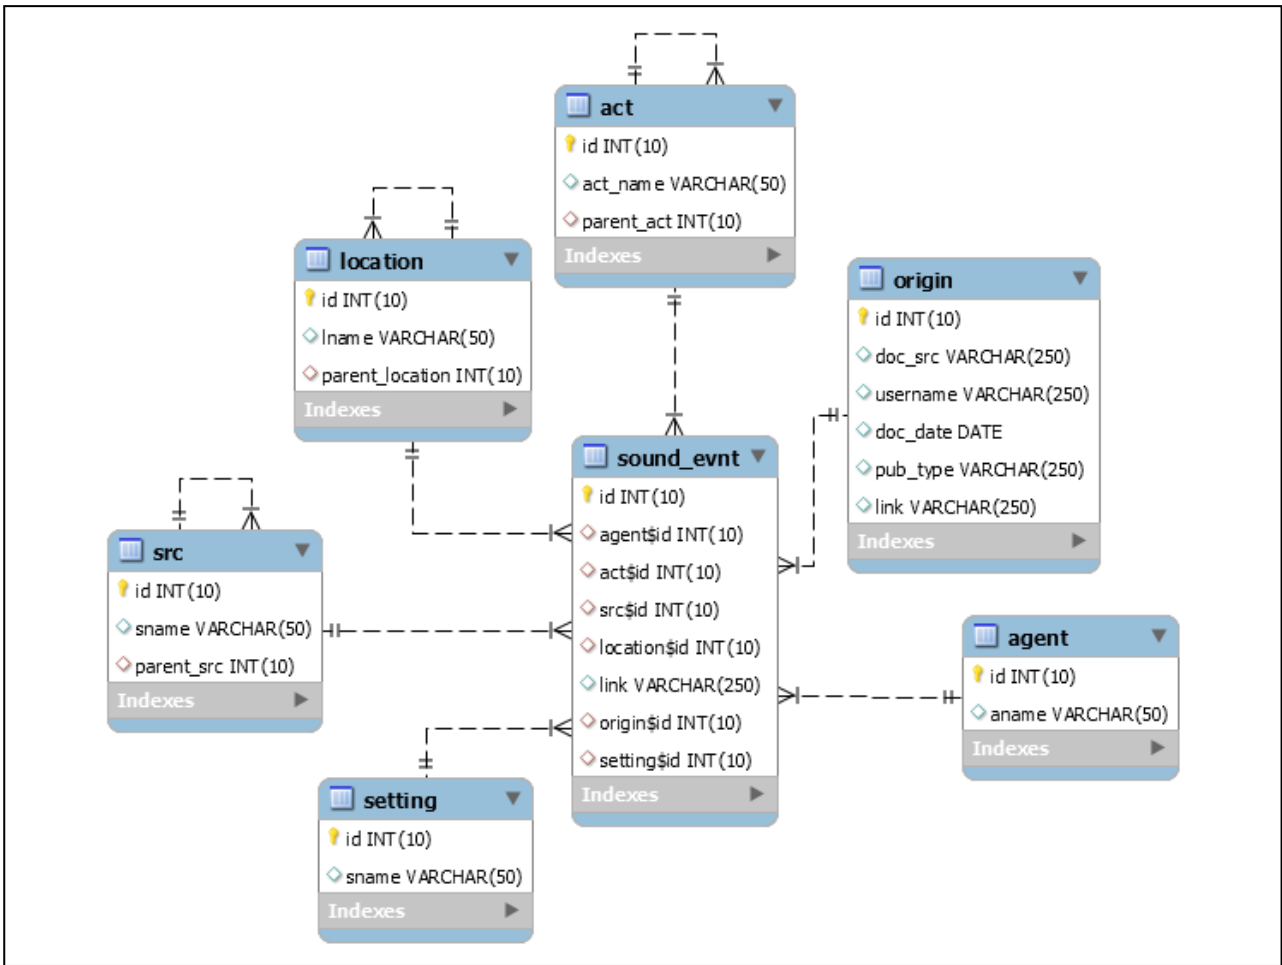 act
id INT(10)
act_name VARCHAR(50)
parent_act INT(10)
Indexes
location
id INT(10)
lname VARCHAR(50)
parent_location INT(10)
Indexes
origin
id INT(10)
doc_src VARCHAR(250)
username VARCHAR(250)
doc_date DATE
pub_type VARCHAR(250)
link VARCHAR(250)
Indexes
sound_evnt
id INT(10)
agent$id INT(10)
act$id INT(10)
src$id INT(10)
location$id INT(10)
link VARCHAR(250)
origin$id INT(10)
setting$id INT(10)
Indexes
src
id INT(10)
sname VARCHAR(50)
parent_src INT(10)
Indexes
agent
id INT(10)
aname VARCHAR(50)
Indexes
setting
id INT(10)
sname VARCHAR(50)
Indexes